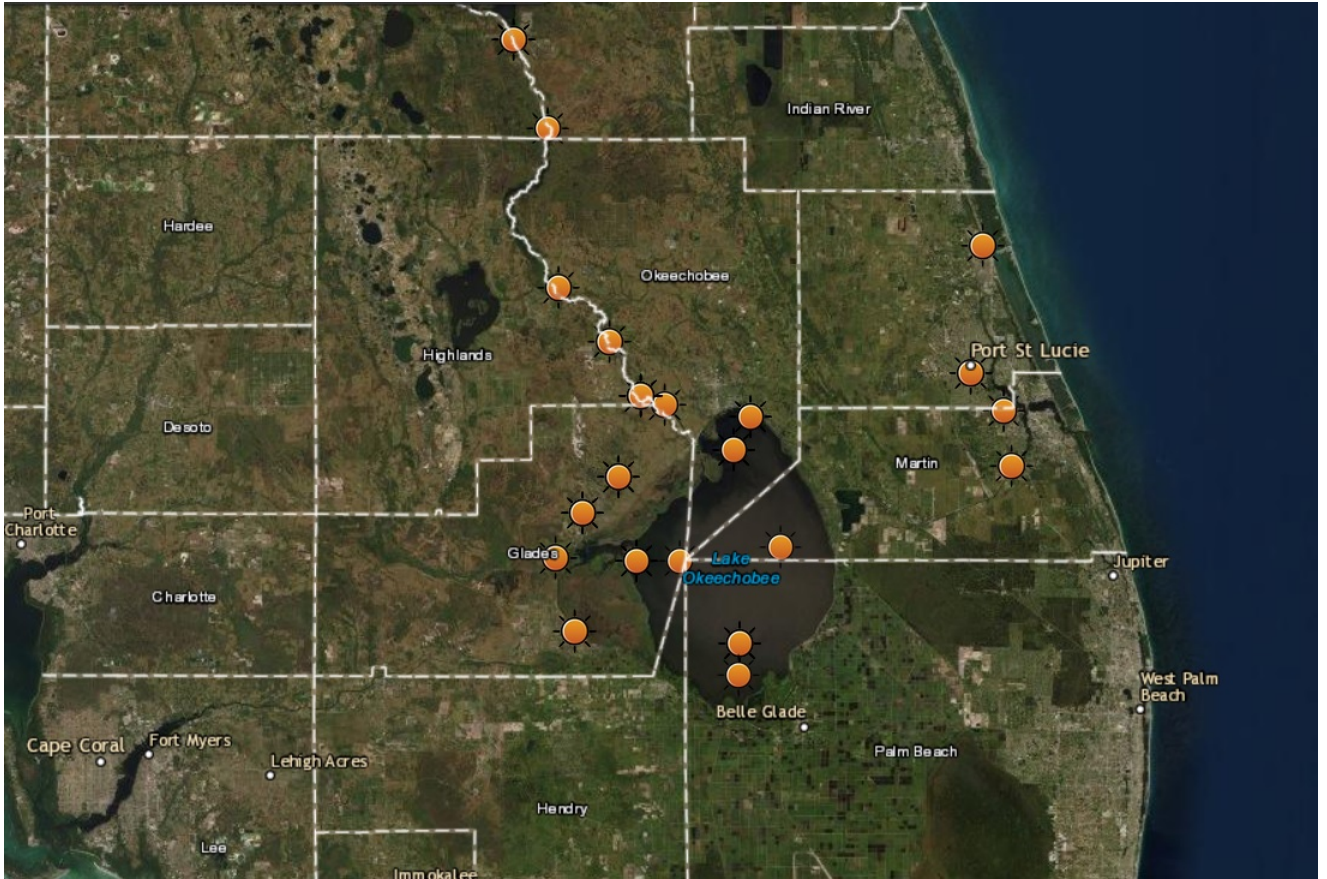 Indian River
Hardee
Okeechobee
Port St Lucie
Highlands
Desoto
Martin
Port
Charlotte
Glades
Lake
Okeechobee
Jupiter
Charlotte
West Palm
Beach
Belle Glade
Cape Coral
Fort Myers
Palm Beach
Lehigh Acres
Hendry
Lee
Immokalee